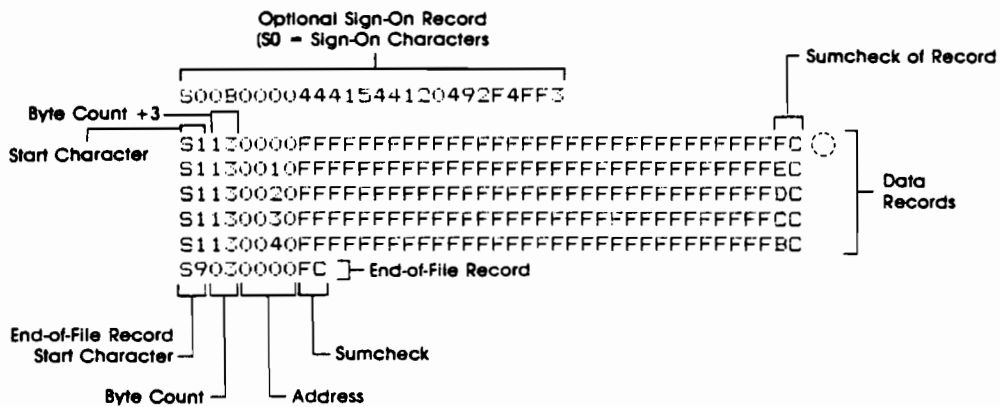 Optional Sign-On Record
(S0 = Sign-On Characters
Sumcheck of Record
S00B00004441544120492F4FF3
Byte Count +3
Start Character
S1130000FFFFFFFFFFFFFFFFFFFFFFFFFFFFFFFFFC
S1130010FFFFFFFFFFFFFFFFFFFFFFFFFFFFFFFFEC
S1130020FFFFFFFFFFFFFFFFFFFFFFFFFFFFFFFFDC
S1130030FFFFFFFFFFFFFFFFFFFFFFFFFFFFFFFFCC
S1130040FFFFFFFFFFFFFFFFFFFFFFFFFFFFFFFFBC
Data
Records
S9030000FC
End-of-File Record
End-of-File Record
Start Character
Sumcheck
Byte Count
Address